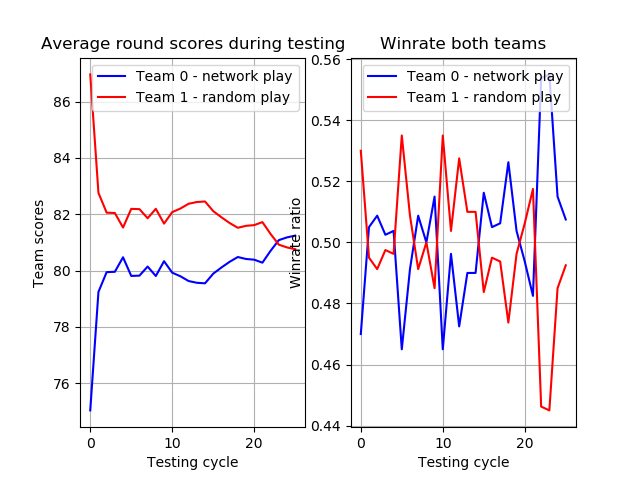 Average round scores during testing
Team 0 - network play
Team 1 - random play
86
84
82
80
78
76
Team scores
0
10
20
Testing cycle
Winrate both teams
Team 0 - network play
Team 1 - random play
0.56
0.54
0.52
0.50
0.48
0.46
0.44
Winrate ratio
0
10
20
Testing cycle